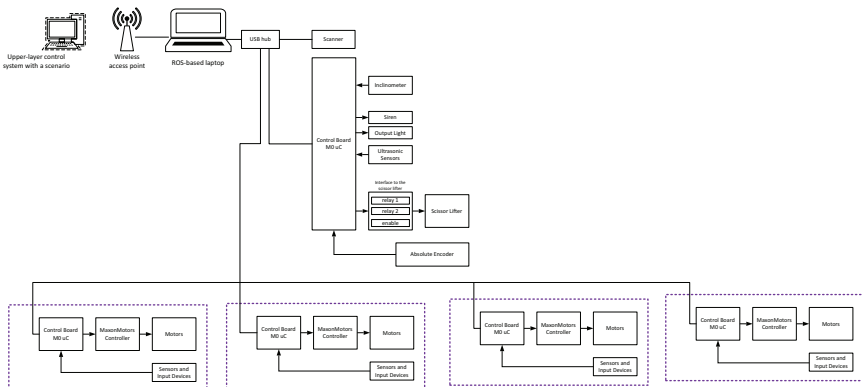 Upper-layer control
system with a scenario
Wireless
access point
ROS-based laptop
USB hub
Scanner
Control Board
M0 uC
Inclinometer
Siren
Output Light
Ultrasonic
Sensors
Interface to the
scissor lifter
relay 1
relay 2
enable
Scissor Lifter
Absolute Encoder
Control Board
M0 uC
MaxonMotors
Controller
Motors
Sensors and
Input Devices
Control Board
M0 uC
MaxonMotors
Controller
Motors
Sensors and
Input Devices
Control Board
M0 uC
MaxonMotors
Controller
Motors
Sensors and
Input Devices
Control Board
M0 uC
MaxonMotors
Controller
Motors
Sensors and
Input Devices